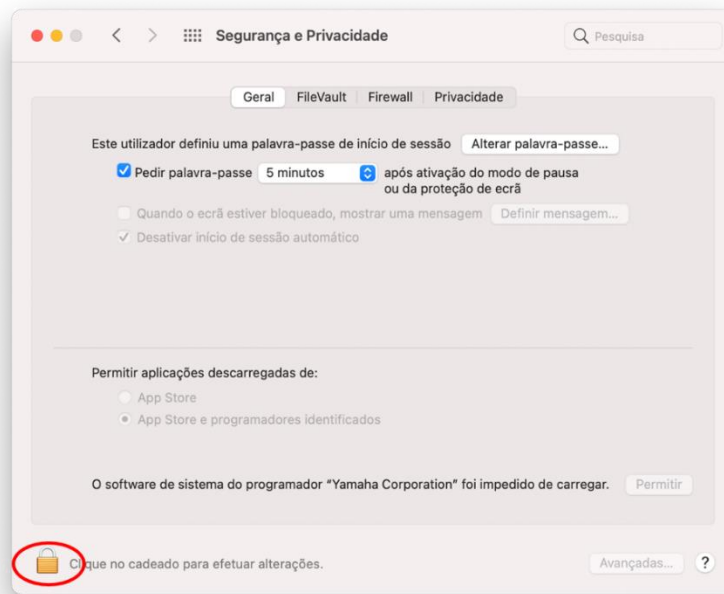 Segurança e Privacidade
Pesquisa
Geral FileVault Firewall Privacidade
Este utilizador definiu uma palavra-passe de início de sessão Alterar palavra-passe...
Pedir palavra-passe 5 minutos após ativação do modo de pausa
ou da proteção de ecrã
Quando o ecrã estiver bloqueado, mostrar uma mensagem Definir mensagem...
Desativar início de sessão automático
Permitir aplicações descarregadas de:
App Store
App Store e programadores identificados
O software de sistema do programador “Yamaha Corporation” foi impedido de carregar. Permitir
Clique no cadeado para efetuar alterações. Avançadas... ?